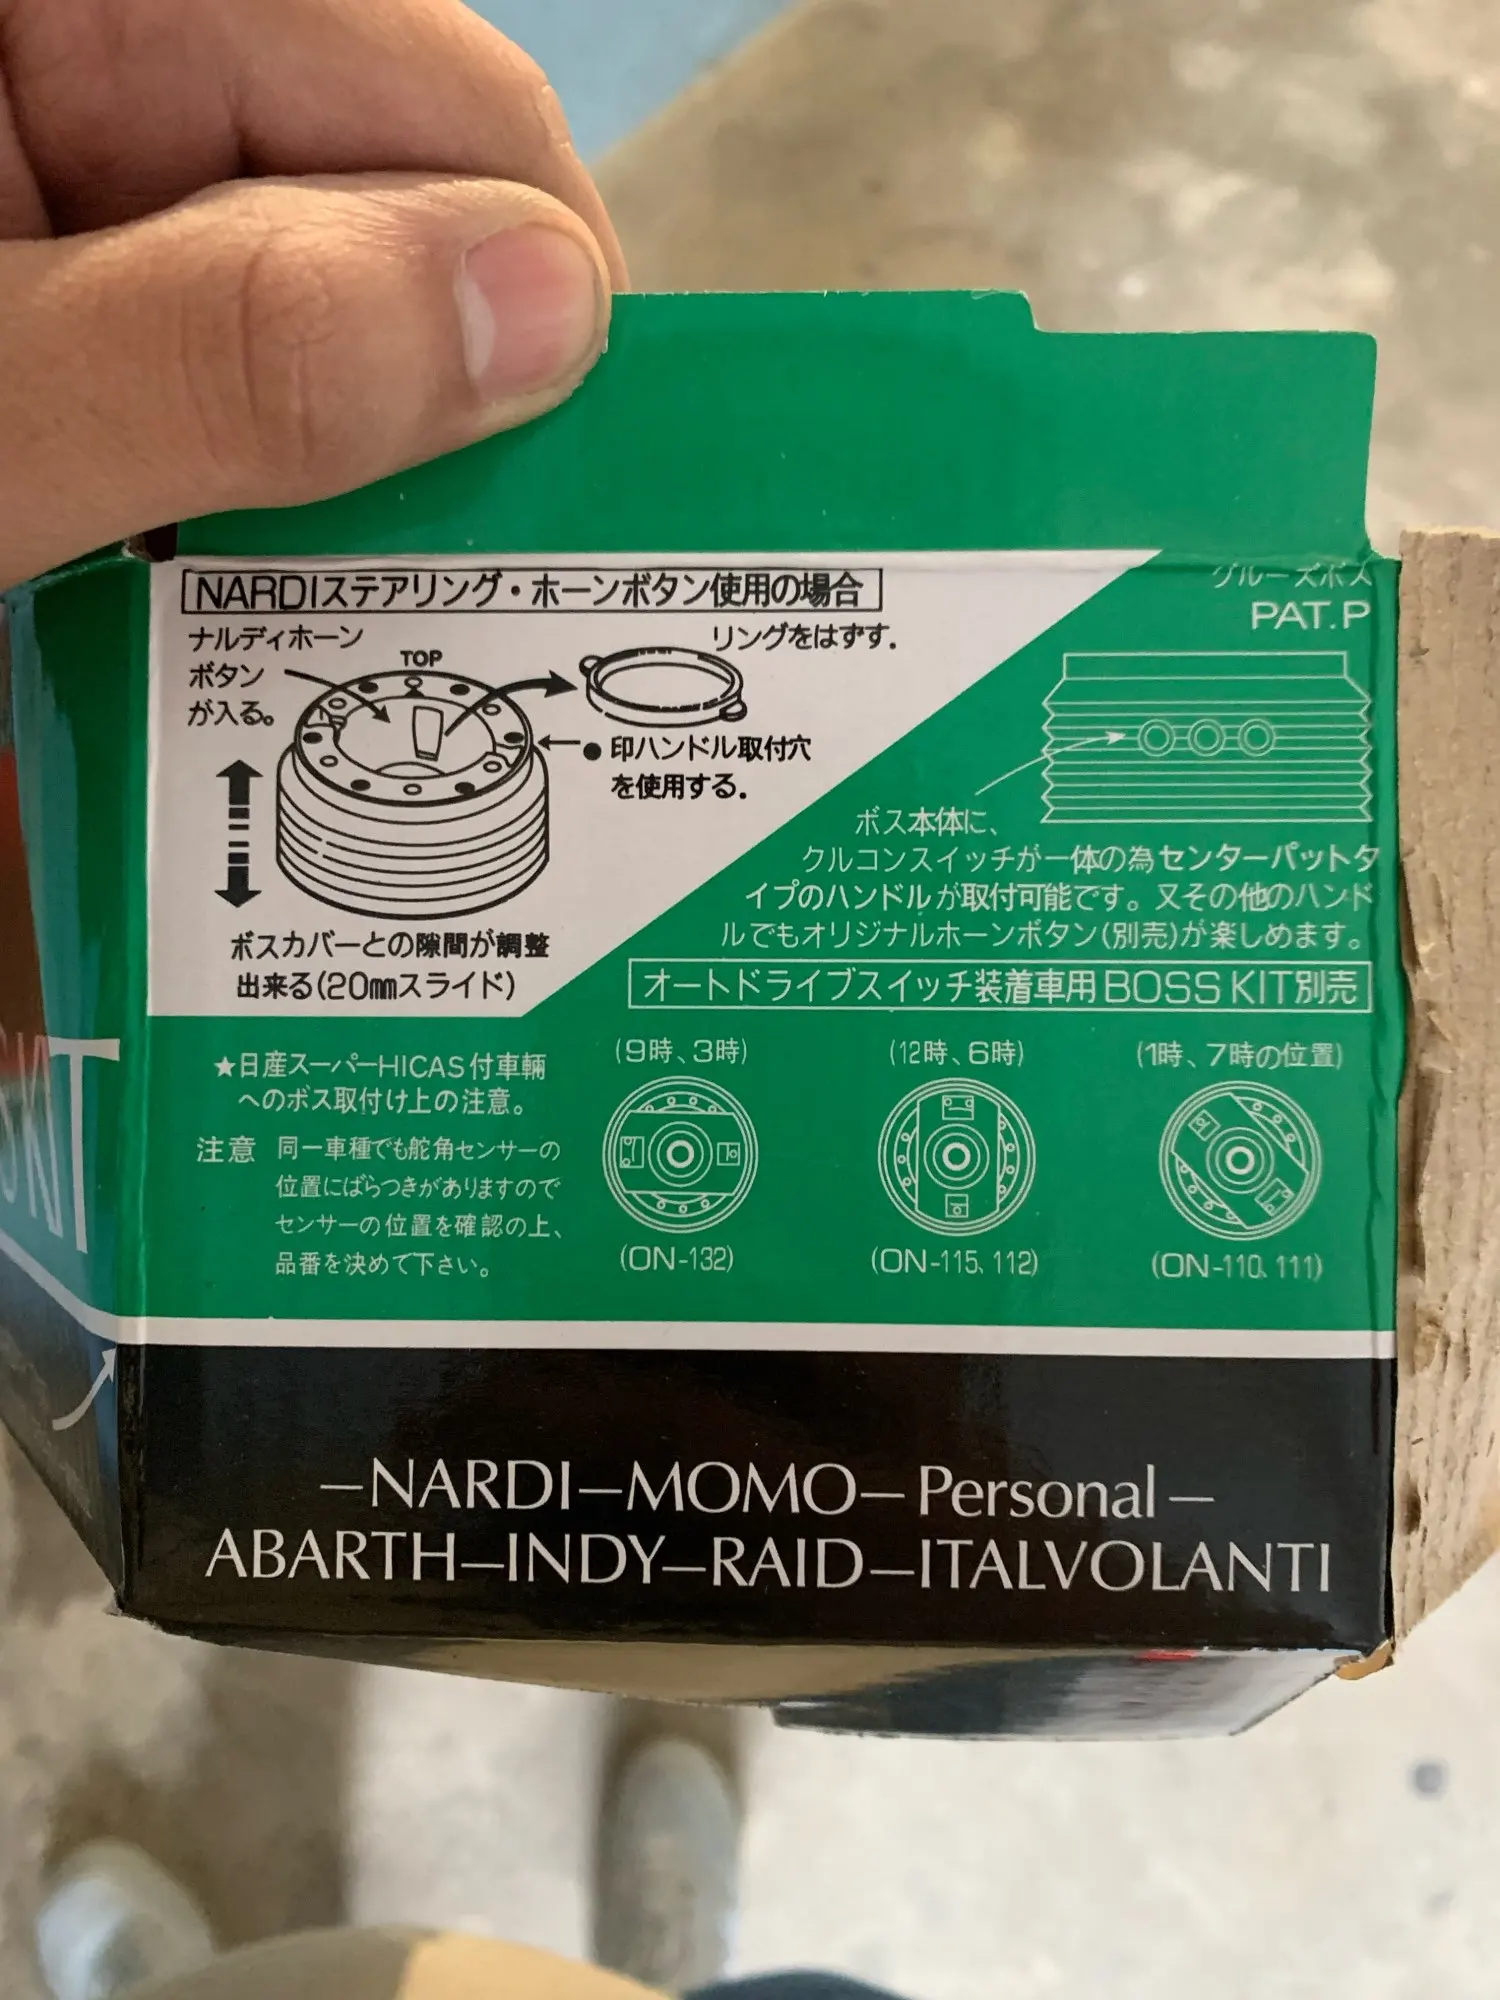 NARDIステアリング・ホーンボタン使用の場合
ナルディホーン
ボタン
が入る。
TOP
リングをはずす.
●印ハンドル取付穴
を使用する.
ボスカバーとの隙間が調整
出来る(20mmスライド)
クルーズボス
PAT.P
ボス本体に、
クルコンスイッチが一体の為センターパットタ
イプのハンドルが取付可能です。又その他のハンド
ルでもオリジナルホーンボタン(別売)が楽しめます。
オートドライブスイッチ装着車用BOSS KIT別売
★日産スーパーHICAS付車輛
へのボス取付け上の注意。
注意 同一車種でも舵角センサーの
位置にばらつきがありますので
センサーの位置を確認の上、
品番を決めて下さい。
(9時、3時)
(ON-132)
(12時、6時)
(ON-115、112)
(1時、7時の位置)
(ON-110、111)
—NARDI—MOMO—Personal—
ABARTH—INDY—RAID—ITALVOLANTI